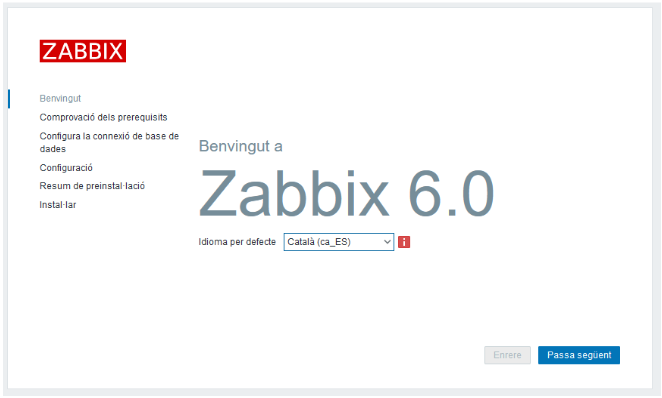 ZABBIX
Benvingut
Comprovació dels prerequisits
Configura la connexió de base de
dades
Configuració
Resum de preinstal·lació
Instal·lar
Benvingut a
Zabbix 6.0
Idioma per defecte Català (ca_ES) i
Enrere Passa següent